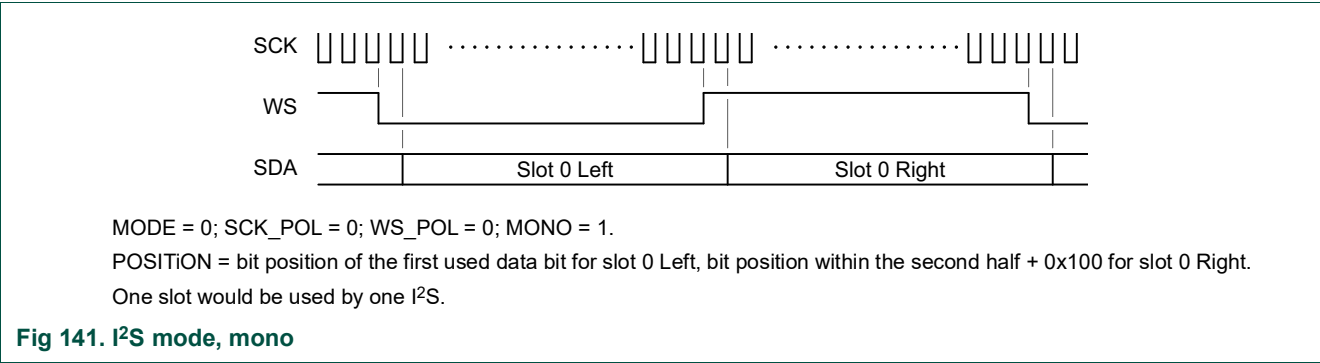 SCK
WS
SDA Slot 0 Left Slot 0 Right
MODE = 0; SCK_POL = 0; WS_POL = 0; MONO = 1.
POSITiON = bit position of the first used data bit for slot 0 Left, bit position within the second half + 0x100 for slot 0 Right.
One slot would be used by one I²S.
Fig 141. I²S mode, mono